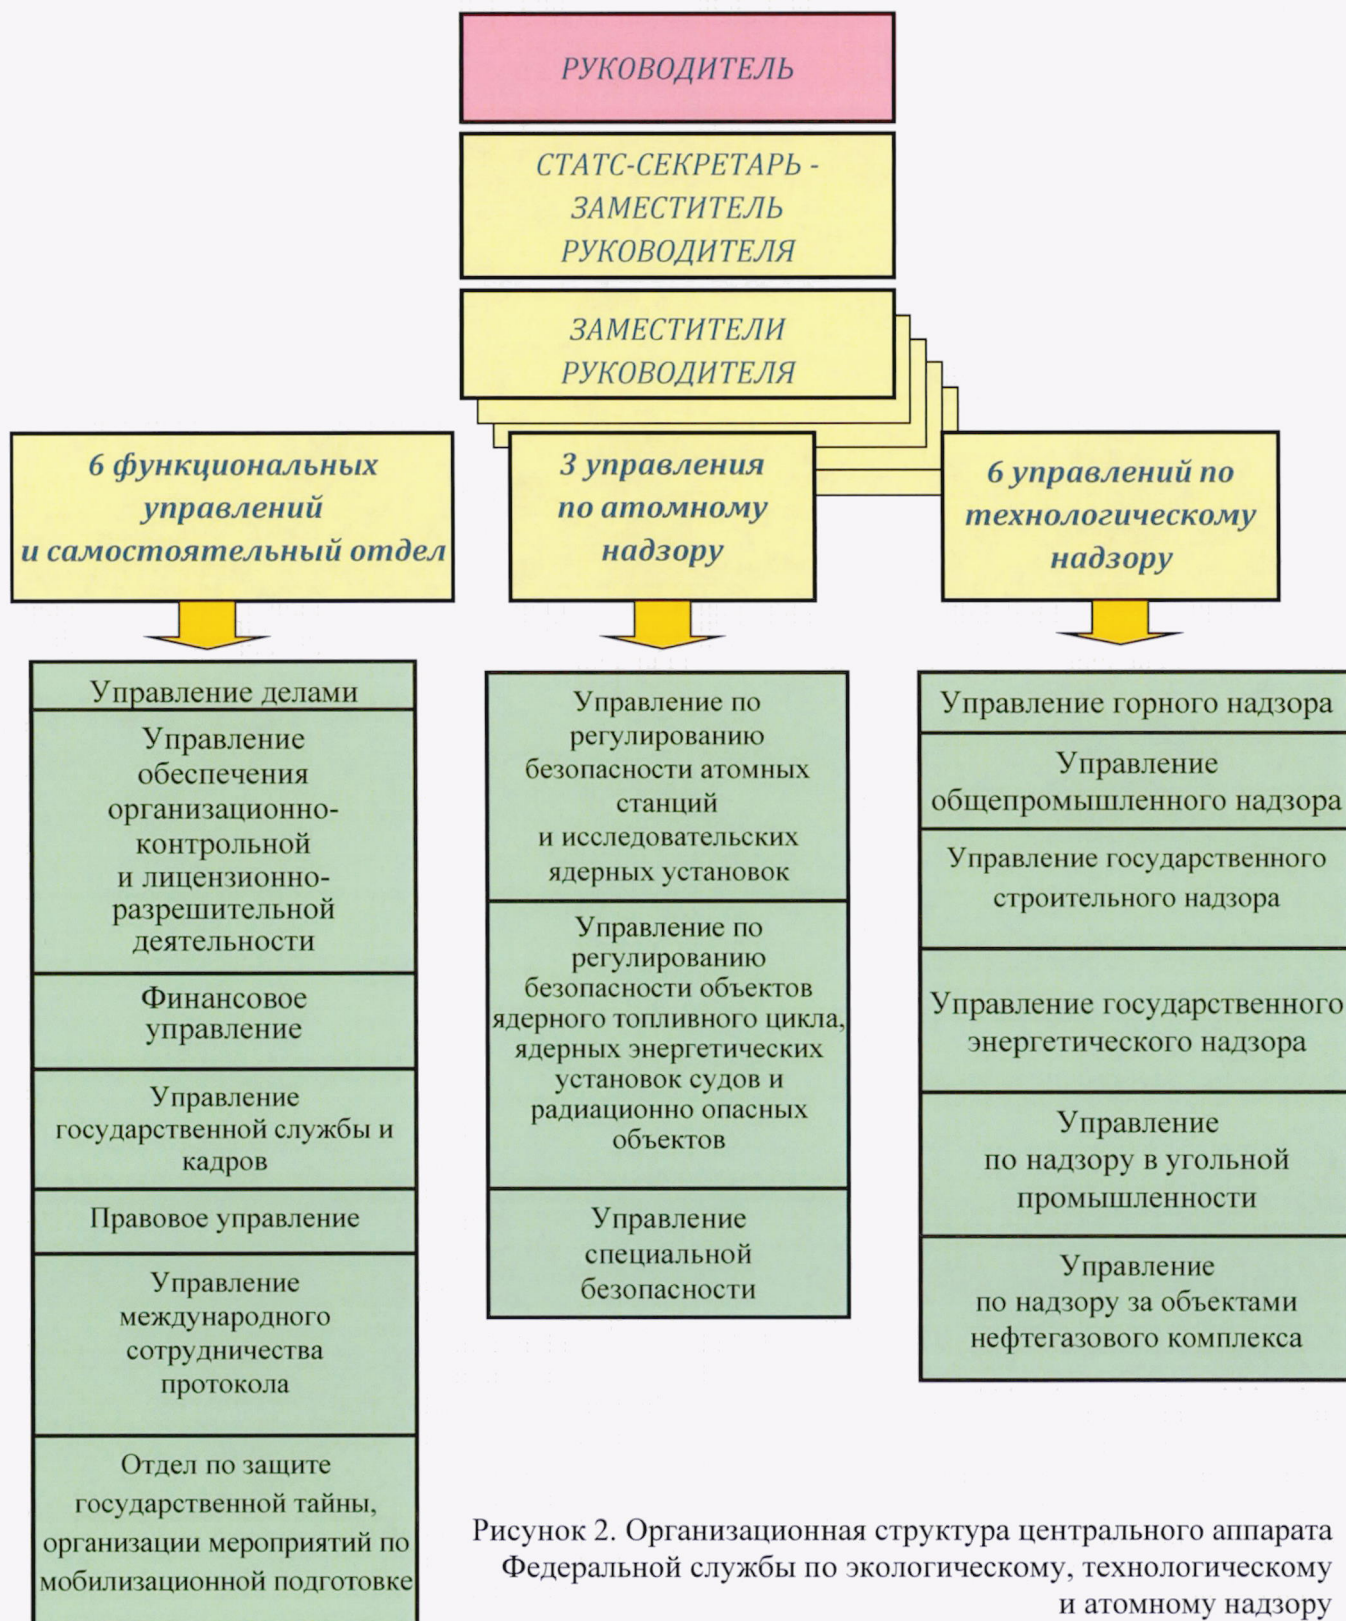 РУКОВОДИТЕЛЬ
СТАТС-СЕКРЕТАРЬ -
ЗАМЕСТИТЕЛЬ
РУКОВОДИТЕЛЯ
ЗАМЕСТИТЕЛИ
РУКОВОДИТЕЛЯ
6 функциональных
управлений
и самостоятельный отдел
3 управления
по атомному
надзору
6 управлений по
технологическому
надзору
Управление делами
Управление
обеспечения
организационно-
контрольной
и лицензионно-
разрешительной
деятельности
Финансовое
управление
Управление
государственной службы и
кадров
Правовое управление
Управление
международного
сотрудничества
протокола
Отдел по защите
государственной тайны,
организации мероприятий по
мобилизационной подготовке
Управление по
регулированию
безопасности атомных
станций
и исследовательских
ядерных установок
Управление по
регулированию
безопасности объектов
ядерного топливного цикла,
ядерных энергетических
установок судов и
радиационно опасных
объектов
Управление
специальной
безопасности
Управление горного надзора
Управление
общепромышленного надзора
Управление государственного
строительного надзора
Управление государственного
энергетического надзора
Управление
по надзору в угольной
промышленности
Управление
по надзору за объектами
нефтегазового комплекса
Рисунок 2. Организационная структура центрального аппарата
Федеральной службы по экологическому, технологическому
и атомному надзору